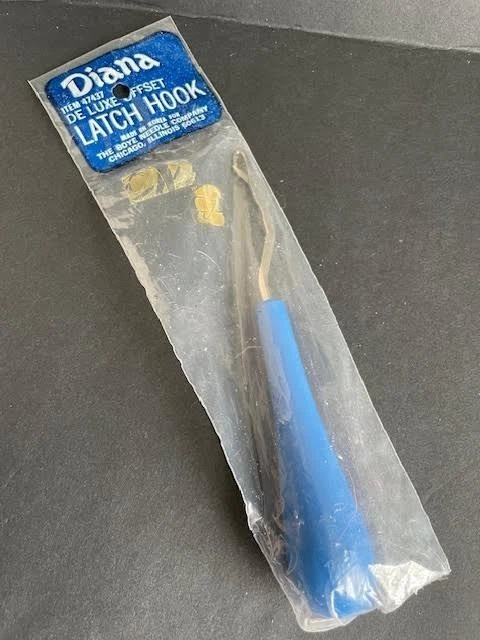 Diana
ITEM 47437
DE LUXE OFFSET
LATCH HOOK
MADE IN KOREA FOR
THE BOYE NEEDLE COMPANY
CHICAGO, ILLINOIS 60613